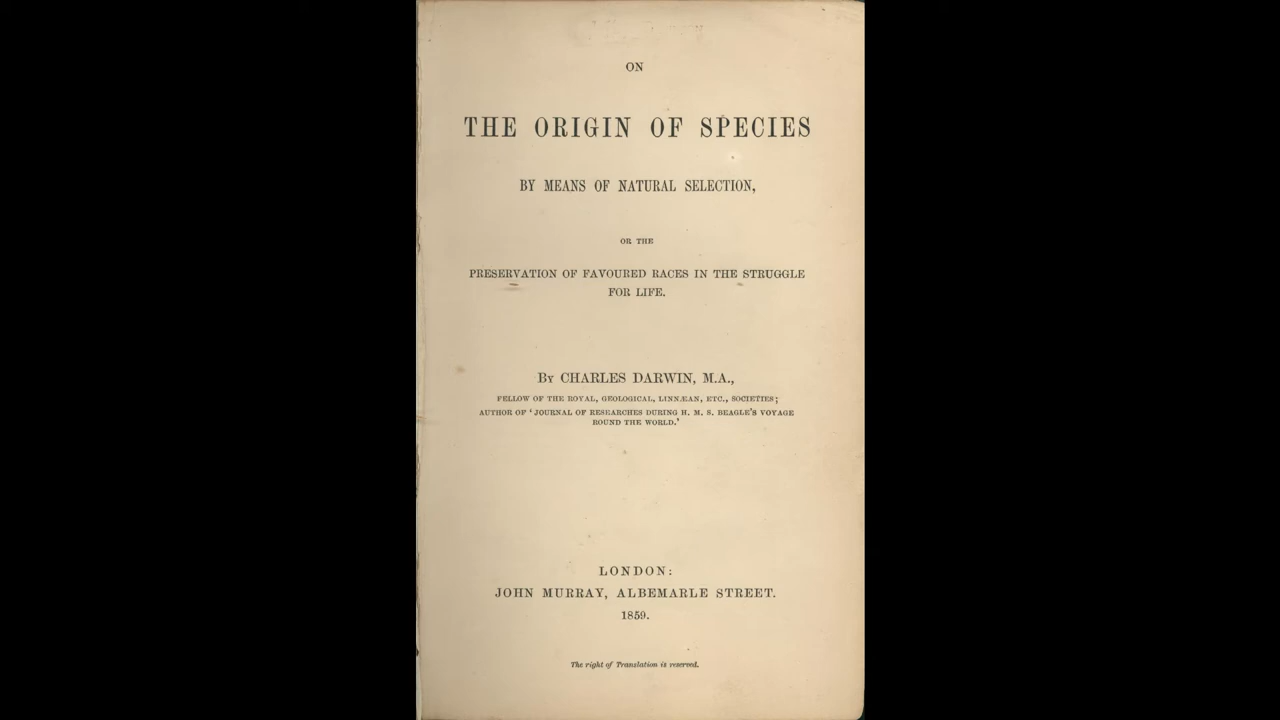 ON
THE ORIGIN OF SPECIES
BY MEANS OF NATURAL SELECTION,
OR THE
PRESERVATION OF FAVOURED RACES IN THE STRUGGLE
FOR LIFE.
BY CHARLES DARWIN, M.A.,
FELLOW OF THE ROYAL, GEOLOGICAL, LINNÆAN, ETC., SOCIETIES;
AUTHOR OF 'JOURNAL OF RESEARCHES DURING H. M. S. BEAGLE'S VOYAGE
ROUND THE WORLD.'
LONDON:
JOHN MURRAY, ALBEMARLE STREET.
1859.
The right of Translation is reserved.